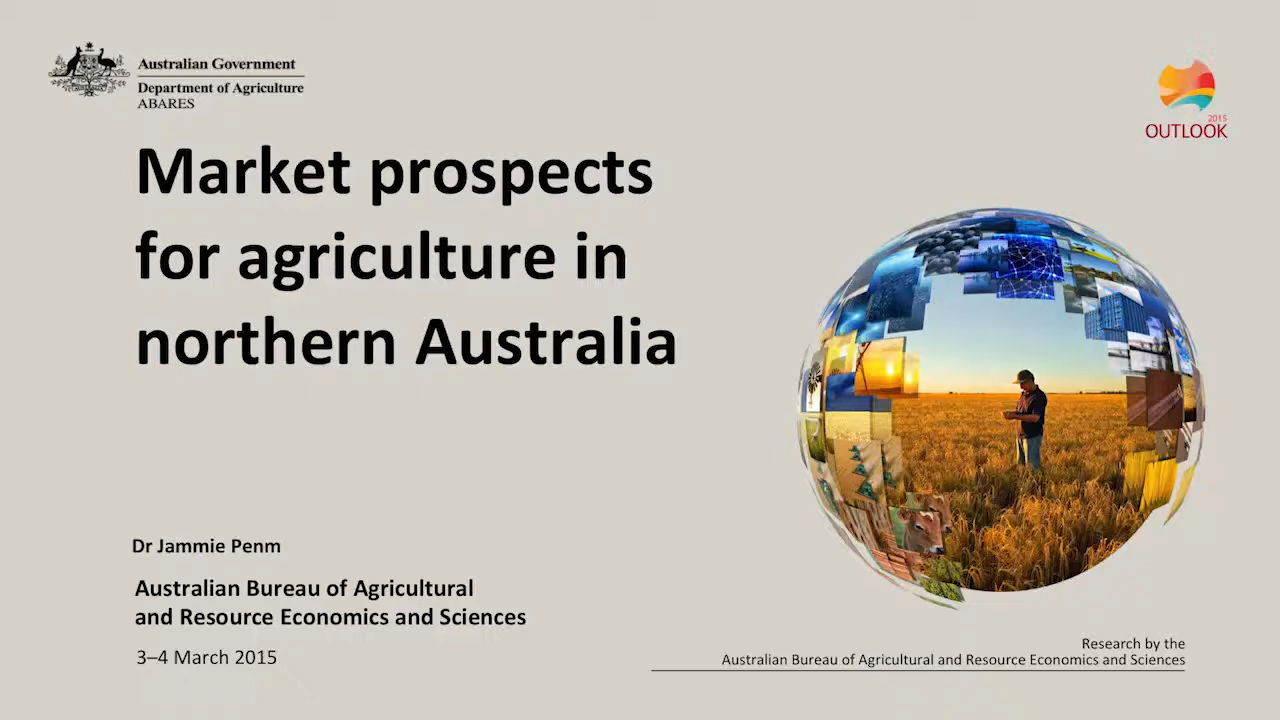 Australian Government
Department of Agriculture
ABARES
2015
OUTLOOK
Market prospects
for agriculture in
northern Australia
Dr Jammie Penm
Australian Bureau of Agricultural
and Resource Economics and Sciences
3–4 March 2015
Research by the
Australian Bureau of Agricultural and Resource Economics and Sciences